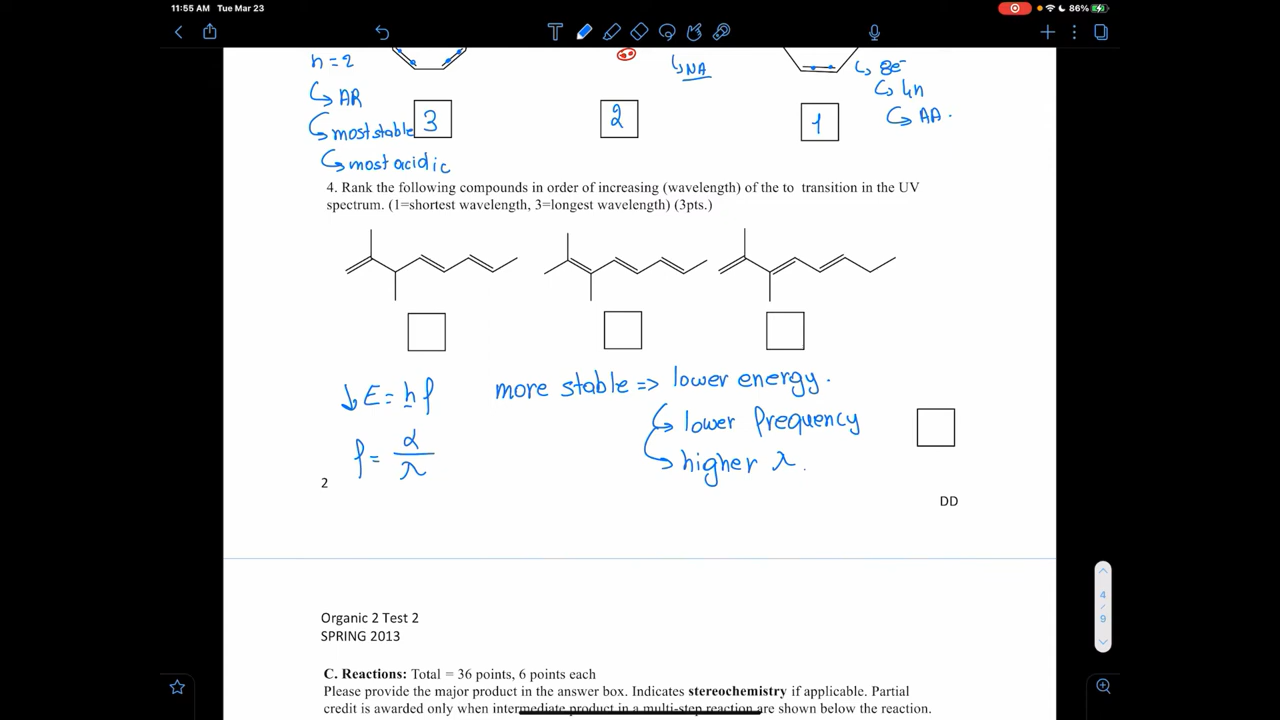 11:55 AM Tue Mar 23
86%
n = 2
↳ AR
↳ most stable
↳ most acidic
3
2
↳ NA
1
↳ 8e⁻
↳ 4n
↳ AA.
4. Rank the following compounds in order of increasing (wavelength) of the to transition in the UV
spectrum. (1=shortest wavelength, 3=longest wavelength) (3pts.)
↓ E = hf
more stable => lower energy.
↳ lower frequency
↳ higher λ.
f = α/λ
2
DD
4
/
9
Organic 2 Test 2
SPRING 2013
C. Reactions: Total = 36 points, 6 points each
Please provide the major product in the answer box. Indicates stereochemistry if applicable. Partial
credit is awarded only when intermediate product in a multi-step reaction are shown below the reaction.